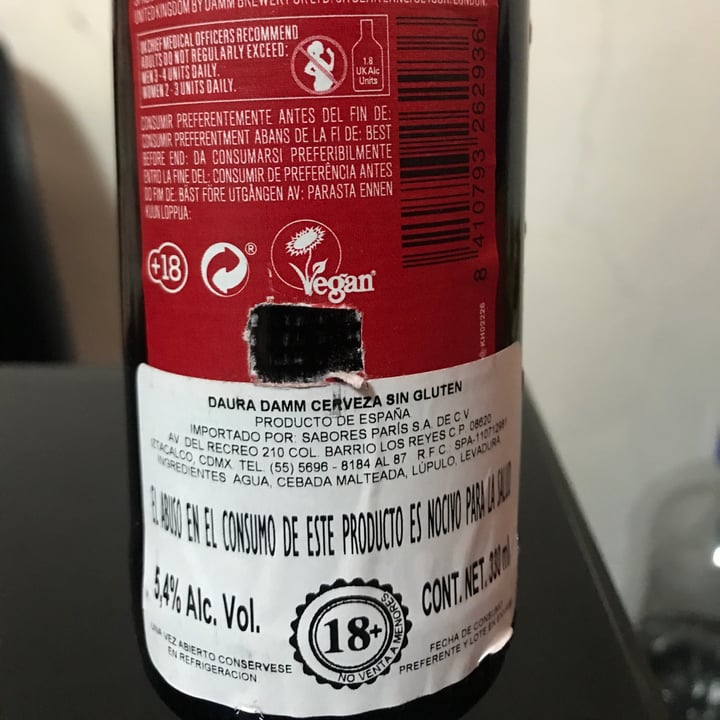 UNITED KINGDOM BY DAMM BREWERY
LONDON.
UK CHIEF MEDICAL OFFICERS RECOMMEND
ADULTS DO NOT REGULARLY EXCEED:
MEN 3-4 UNITS DAILY.
WOMEN 2-3 UNITS DAILY.
1.8
UK Alc
Units
CONSUMIR PREFERENTEMENTE ANTES DEL FIN DE:
CONSUMIR PREFERENTMENT ABANS DE LA FI DE: BEST
BEFORE END: DA CONSUMARSI PREFERIBILMENTE
ENTRO LA FINE DEL: CONSUMIR DE PREFERÊNCIA ANTES
DO FIM DE: BÄST FÖRE UTGÅNGEN AV: PARASTA ENNEN
KUUN LOPPUA:
8 410793 262936
+18
®
Vegan®
KH02226
DAURA DAMM CERVEZA SIN GLUTEN
PRODUCTO DE ESPAÑA
IMPORTADO POR: SABORES PARÍS S.A. DE C V
AV DEL RECREO 210 COL. BARRIO LOS REYES C.P. 08620
IZTACALCO, CDMX. TEL. (55) 5696 - 8184 AL 87 R F C. SPA-110712981
INGREDIENTES AGUA, CEBADA MALTEADA, LÚPULO, LEVADURA
EL ABUSO EN EL CONSUMO DE ESTE PRODUCTO ES NOCIVO PARA LA SALUD
5,4% Alc. Vol.
CONT. NET. 330 ml
18+
NO VENTA A MENORES
UNA VEZ ABIERTO CONSERVESE
EN REFRIGERACION
FECHA DE CONSUMO
PREFERENTE Y LOTE EN